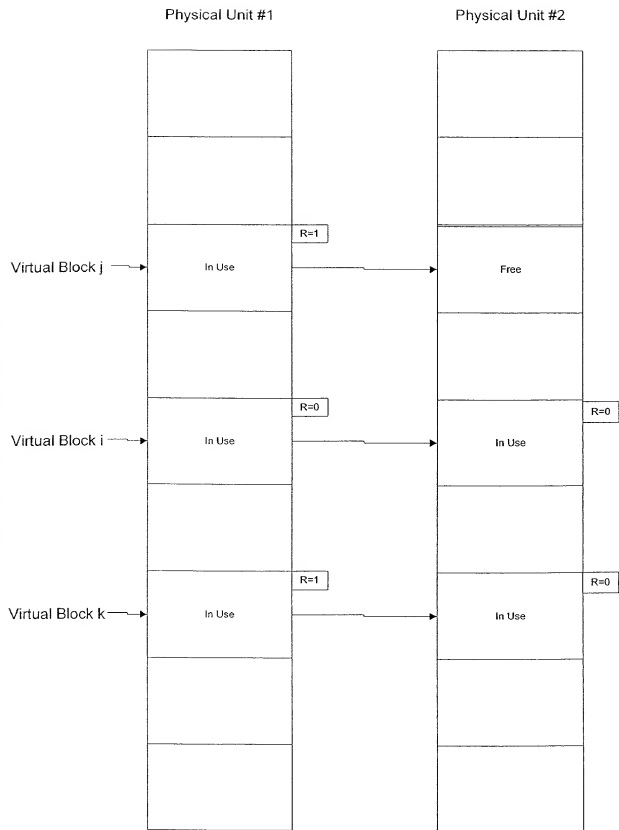 Physical Unit #1
Physical Unit #2
R=1
Virtual Block j
In Use
Free
R=0
R=0
Virtual Block i
In Use
In Use
R=1
R=0
Virtual Block k
In Use
In Use